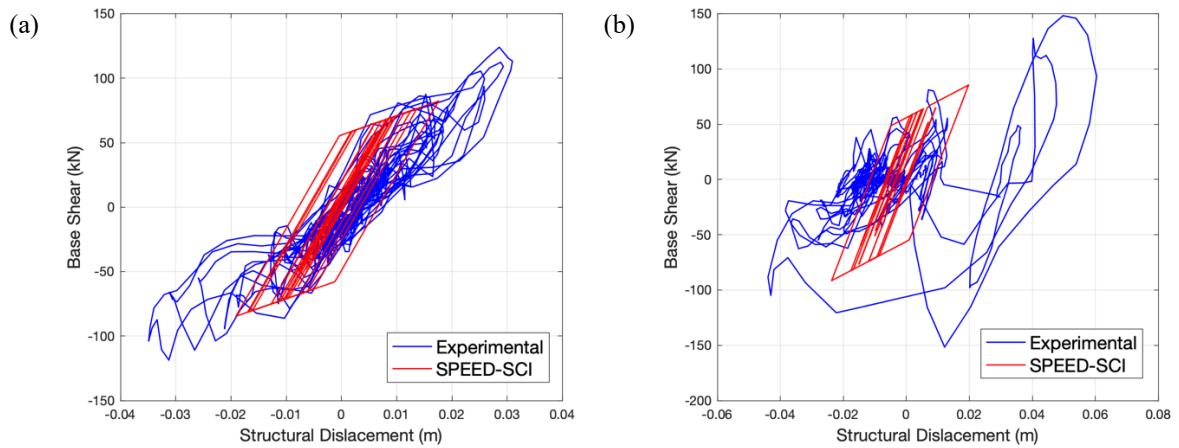 (a)
150
100
50
0
-50
-100
-150
Base Shear (kN)
-0.04 -0.03 -0.02 -0.01 0 0.01 0.02 0.03 0.04
Structural Dislacement (m)
Experimental
SPEED-SCI
(b)
150
100
50
0
-50
-100
-150
-200
Base Shear (kN)
-0.06 -0.04 -0.02 0 0.02 0.04 0.06 0.08
Structural Dislacement (m)
Experimental
SPEED-SCI